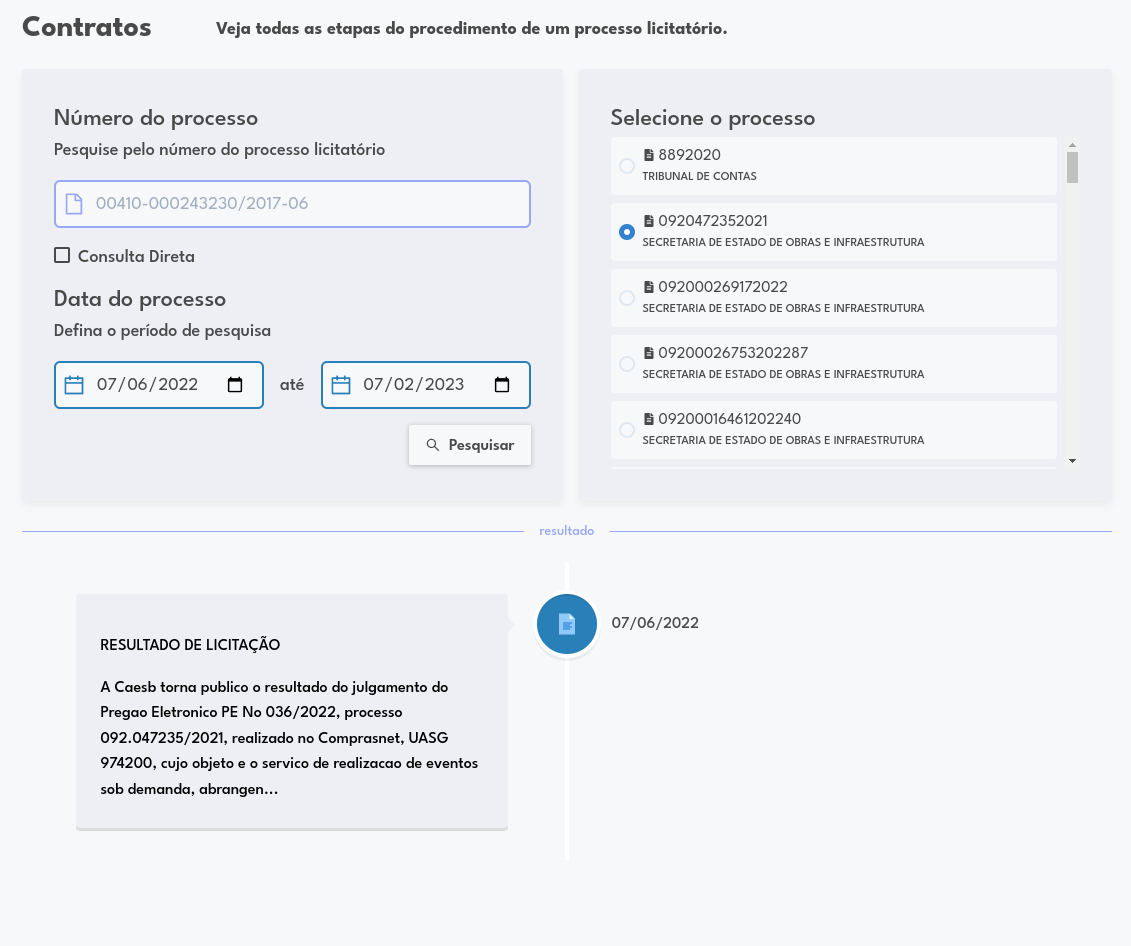 Contratos
Veja todas as etapas do procedimento de um processo licitatório.
Número do processo
Pesquise pelo número do processo licitatório
00410-000243230/2017-06
Consulta Direta
Data do processo
Defina o período de pesquisa
07/06/2022 até 07/02/2023
Pesquisar
Selecione o processo
8892020
TRIBUNAL DE CONTAS
0920472352021
SECRETARIA DE ESTADO DE OBRAS E INFRAESTRUTURA
092000269172022
SECRETARIA DE ESTADO DE OBRAS E INFRAESTRUTURA
09200026753202287
SECRETARIA DE ESTADO DE OBRAS E INFRAESTRUTURA
09200016461202240
SECRETARIA DE ESTADO DE OBRAS E INFRAESTRUTURA
resultado
07/06/2022
RESULTADO DE LICITAÇÃO
A Caesb torna publico o resultado do julgamento do
Pregao Eletronico PE No 036/2022, processo
092.047235/2021, realizado no Comprasnet, UASG
974200, cujo objeto e o servico de realizacao de eventos
sob demanda, abrangen...